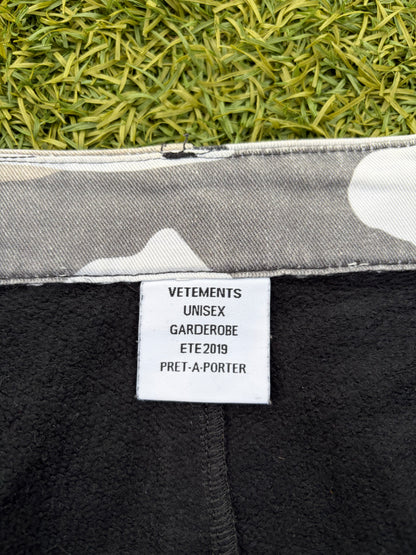 VETEMENTS
UNISEX
GARDEROBE
ETE2019
PRET-A-PORTER